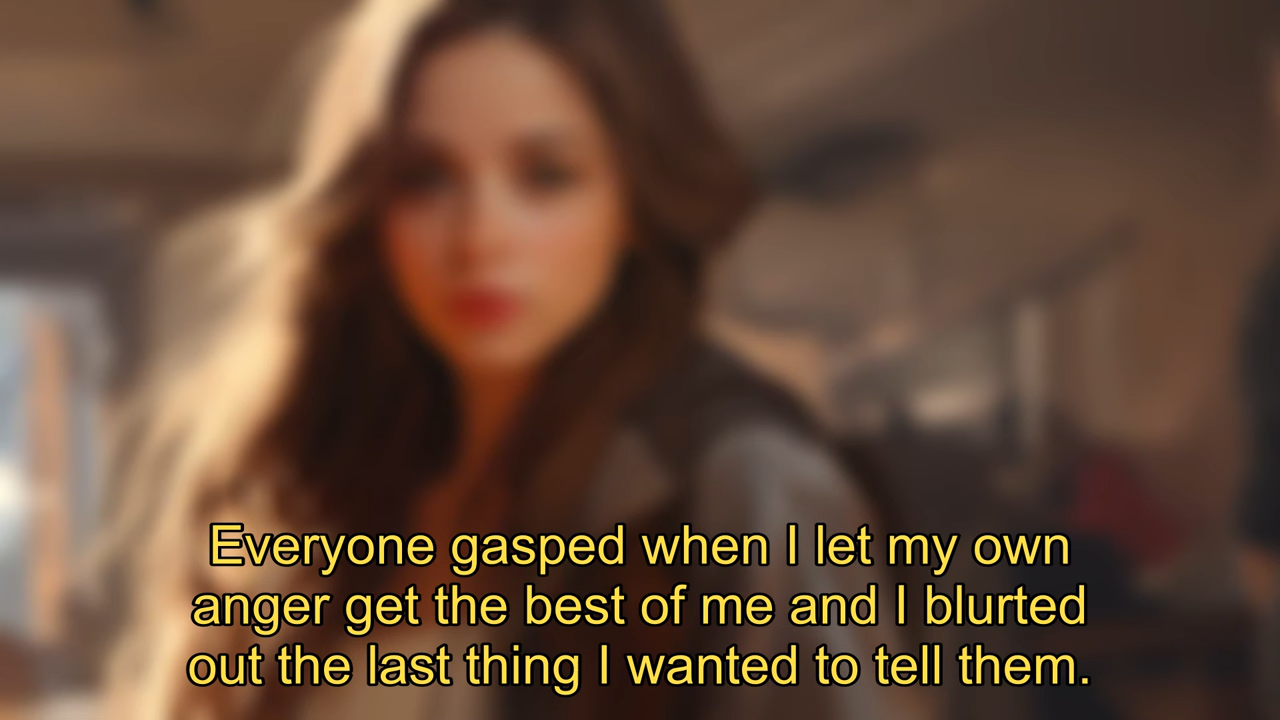 Everyone gasped when I let my own
anger get the best of me and I blurted
out the last thing I wanted to tell them.